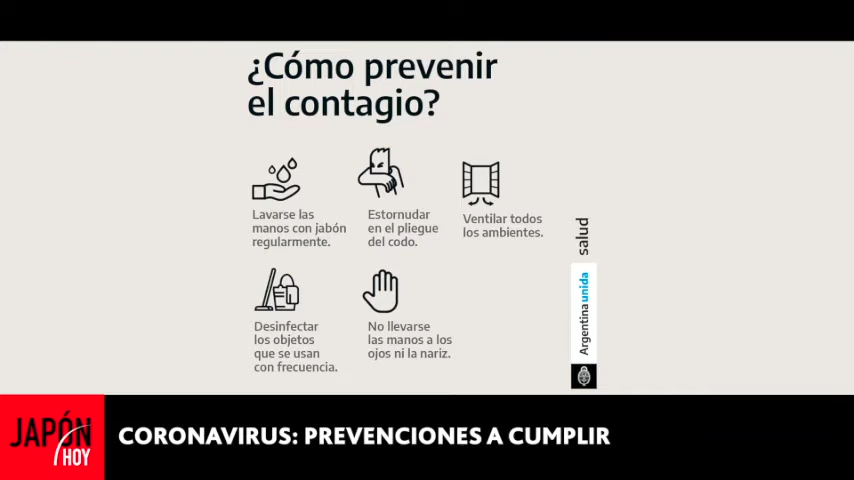 ¿Cómo prevenir
el contagio?
Lavarse las
manos con jabón
regularmente.
Estornudar
en el pliegue
del codo.
Ventilar todos
los ambientes.
Desinfectar
los objetos
que se usan
con frecuencia.
No llevarse
las manos a los
ojos ni la nariz.
salud
Argentina unida
JAPÓN
HOY
CORONAVIRUS: PREVENCIONES A CUMPLIR